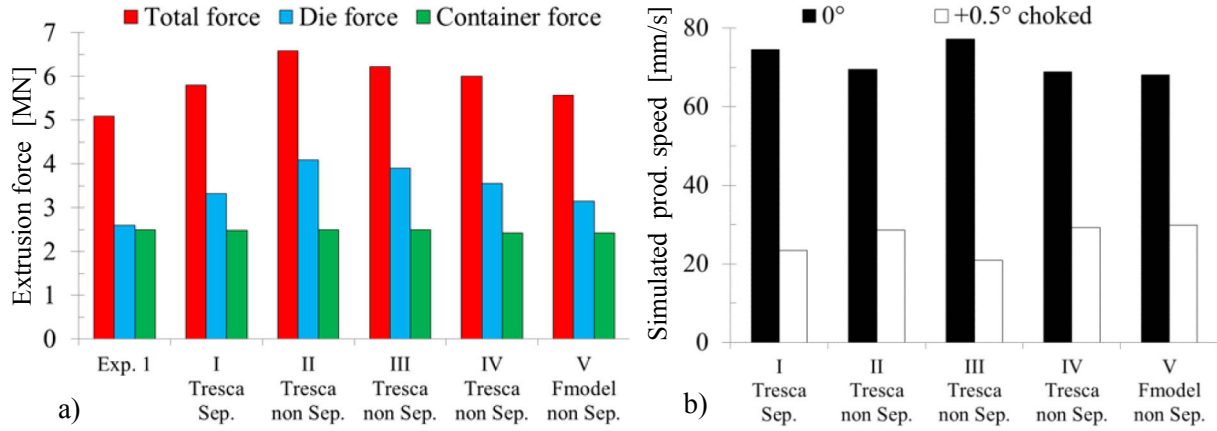 Total force Die force Container force
Extrusion force [MN]
7
6
5
4
3
2
1
0
Exp. 1 I II III IV V
Tresca Tresca Tresca Tresca Fmodel
Sep. non Sep. non Sep. non Sep. non Sep.
a)
0° +0.5° choked
Simulated prod. speed [mm/s]
80
60
40
20
0
I II III IV V
Tresca Tresca Tresca Tresca Fmodel
Sep. non Sep. non Sep. non Sep. non Sep.
b)